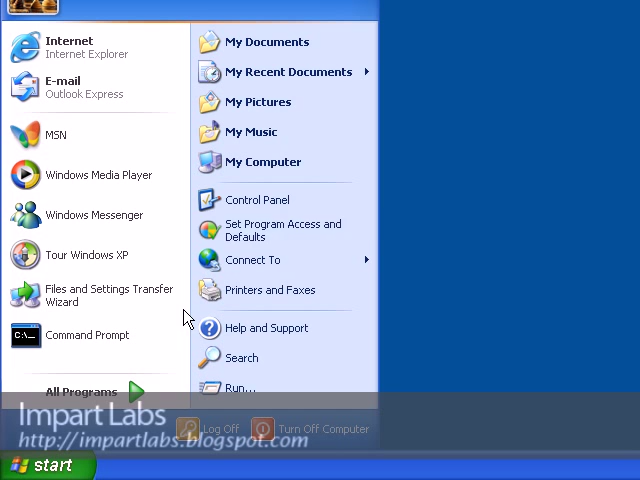 Internet
Internet Explorer
E-mail
Outlook Express
MSN
Windows Media Player
Windows Messenger
Tour Windows XP
Files and Settings Transfer
Wizard
C:\_
Command Prompt
All Programs
My Documents
My Recent Documents
My Pictures
My Music
My Computer
Control Panel
Set Program Access and
Defaults
Connect To
Printers and Faxes
Help and Support
Search
Run...
Log Off
Turn Off Computer
Impart Labs
http://impartlabs.blogspot.com
start